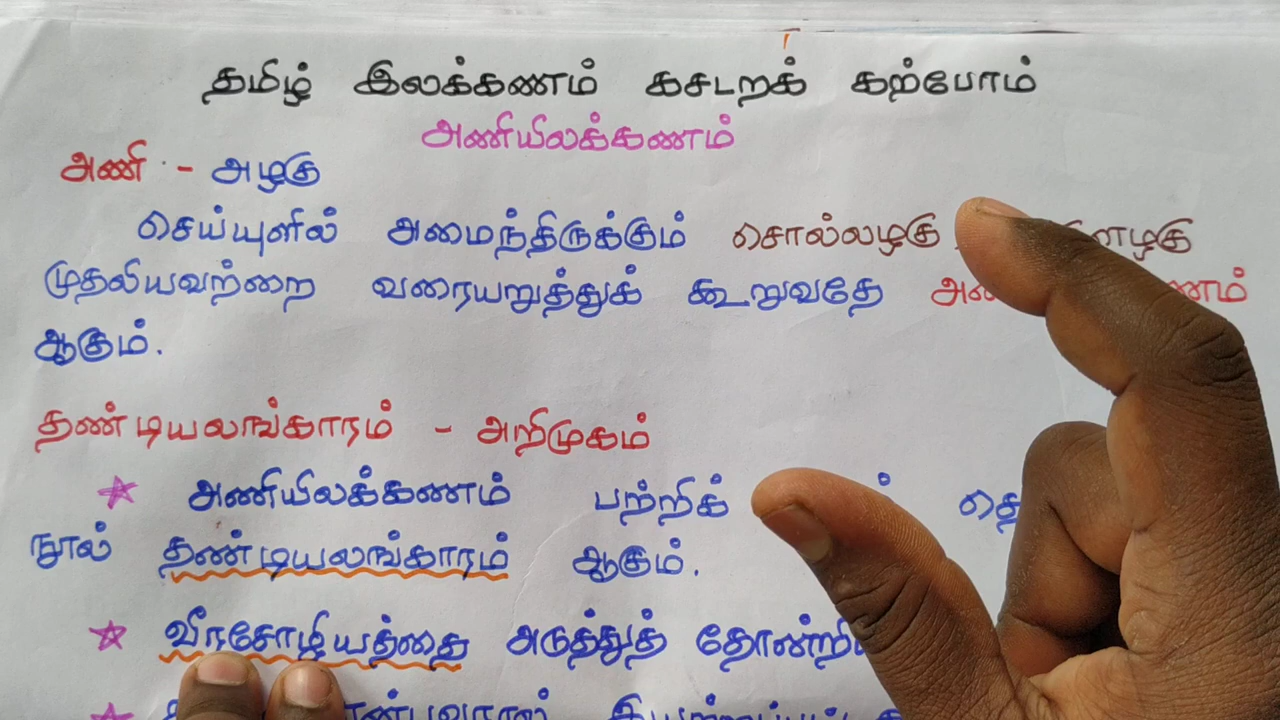 தமிழ் இலக்கணம் கசடறக் கற்போம்
அணியிலக்கணம்
அணி - அழகு
செய்யுளில் அமைந்திருக்கும் சொல்லழகு
முதலியவற்றை வரையறுத்துக் கூறுவதே
ஆகும்.
தண்டியலங்காரம் - அறிமுகம்
அணியிலக்கணம் பற்றிக்
நூல் தண்டியலங்காரம் ஆகும்.
வீரசோழியத்தை அடுத்துத்